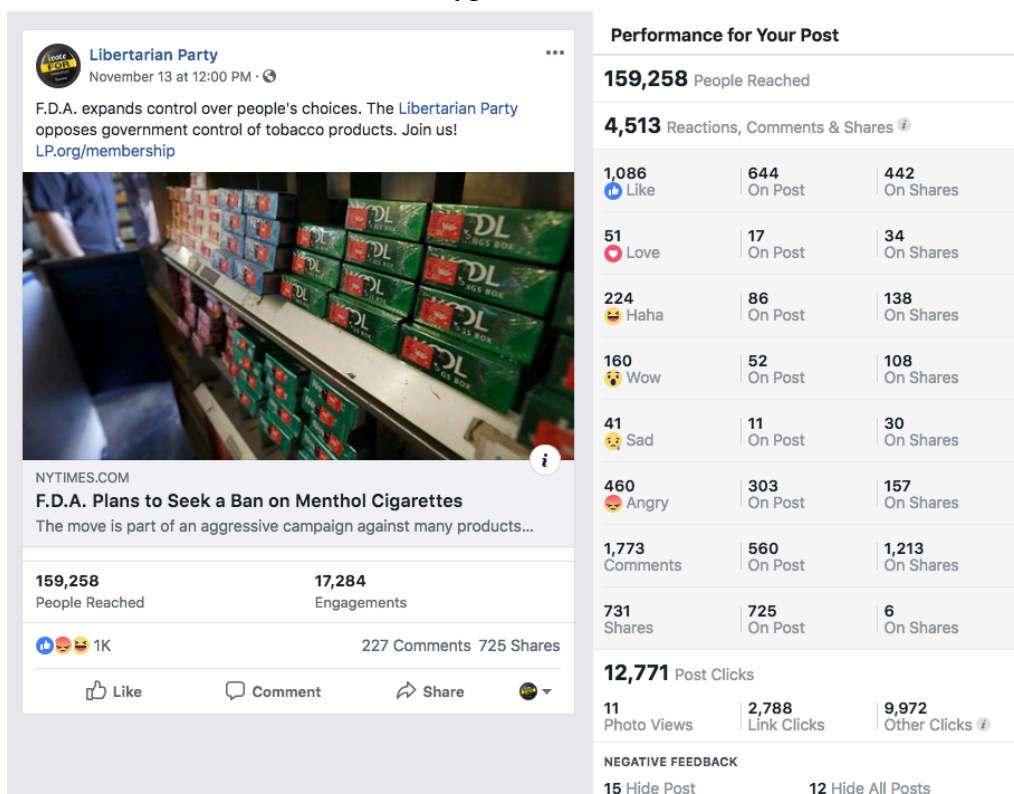 Libertarian Party
November 13 at 12:00 PM ·
F.D.A. expands control over people's choices. The Libertarian Party
opposes government control of tobacco products. Join us!
LP.org/membership
KOOL
NYTIMES.COM
F.D.A. Plans to Seek a Ban on Menthol Cigarettes
The move is part of an aggressive campaign against many products...
159,258 17,284
People Reached Engagements
1K 227 Comments 725 Shares
Like Comment Share
Performance for Your Post
159,258 People Reached
4,513 Reactions, Comments & Shares i
1,086 644 442
Like On Post On Shares
51 17 34
Love On Post On Shares
224 86 138
Haha On Post On Shares
160 52 108
Wow On Post On Shares
41 11 30
Sad On Post On Shares
460 303 157
Angry On Post On Shares
1,773 560 1,213
Comments On Post On Shares
731 725 6
Shares On Post On Shares
12,771 Post Clicks
11 2,788 9,972
Photo Views Link Clicks Other Clicks i
NEGATIVE FEEDBACK
15 Hide Post 12 Hide All Posts